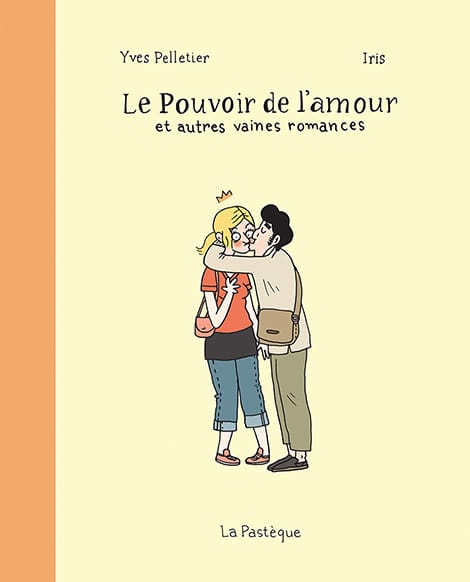 Yves Pelletier Iris
Le Pouvoir de l'amour
et autres vaines romances
La Pastèque